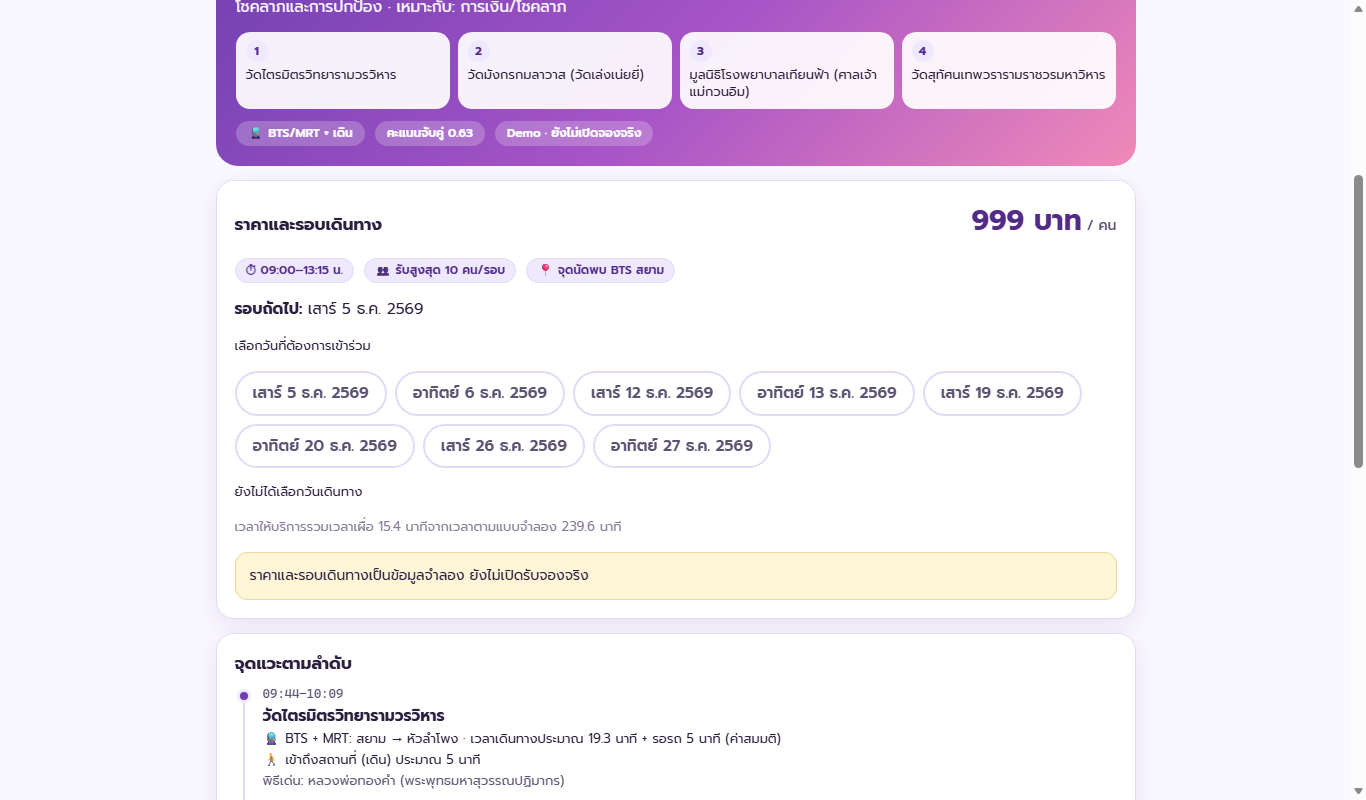 โชคลาภและการปกป้อง · เหมาะกับ: การเงิน/โชคลาภ
1
วัดไตรมิตรวิทยารามวรวิหาร
2
วัดมังกรกมลาวาส (วัดเล่งเน่ยยี่)
3
มูลนิธิโรงพยาบาลเทียนฟ้า (ศาลเจ้า
แม่กวนอิม)
4
วัดสุทัศนเทพวรารามราชวรมหาวิหาร
BTS/MRT + เดิน
คะแนนจับคู่ 0.63
Demo · ยังไม่เปิดจองจริง
ราคาและรอบเดินทาง
999 บาท / คน
09:00–13:15 น.
รับสูงสุด 10 คน/รอบ
จุดนัดพบ BTS สยาม
รอบถัดไป: เสาร์ 5 ธ.ค. 2569
เลือกวันที่ต้องการเข้าร่วม
เสาร์ 5 ธ.ค. 2569
อาทิตย์ 6 ธ.ค. 2569
เสาร์ 12 ธ.ค. 2569
อาทิตย์ 13 ธ.ค. 2569
เสาร์ 19 ธ.ค. 2569
อาทิตย์ 20 ธ.ค. 2569
เสาร์ 26 ธ.ค. 2569
อาทิตย์ 27 ธ.ค. 2569
ยังไม่ได้เลือกวันเดินทาง
เวลาให้บริการรวมเวลาเผื่อ 15.4 นาทีจากเวลาตามแบบจำลอง 239.6 นาที
ราคาและรอบเดินทางเป็นข้อมูลจำลอง ยังไม่เปิดรับจองจริง
จุดแวะตามลำดับ
09:44–10:09
วัดไตรมิตรวิทยารามวรวิหาร
BTS + MRT: สยาม → หัวลำโพง · เวลาเดินทางประมาณ 19.3 นาที + รอรถ 5 นาที (ค่าสมมติ)
เข้าถึงสถานที่ (เดิน) ประมาณ 5 นาที
พิธีเด่น: หลวงพ่อทองคำ (พระพุทธมหาสุวรรณปฏิมากร)